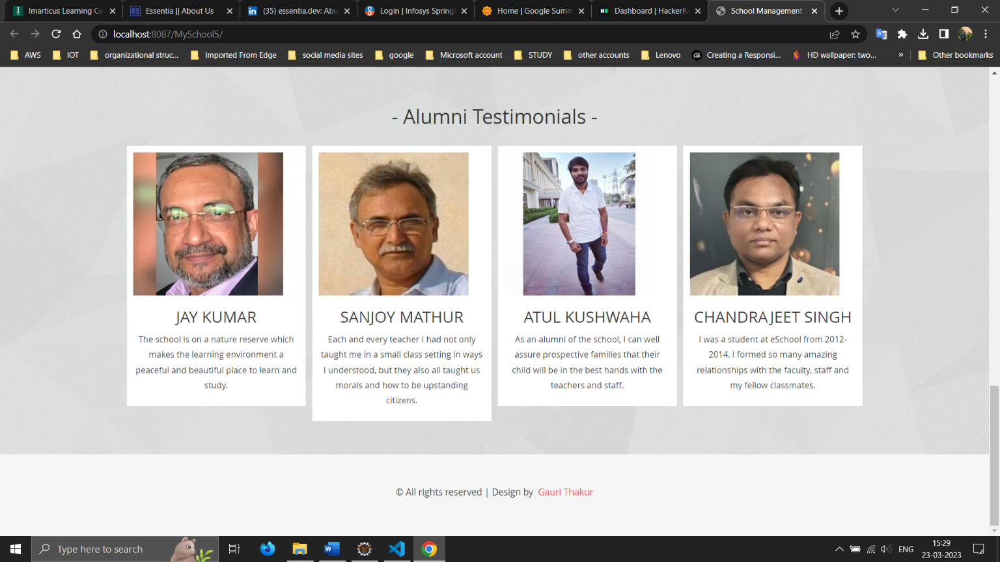 Imarticus Learning Co
Essentia || About Us
(35) essentia.dev: Abo
Login | Infosys Spring
Home | Google Summ
Dashboard | HackerRa
School Management S
localhost:8087/MySchool5/
AWS
IOT
organizational struc...
Imported From Edge
social media sites
google
Microsoft account
STUDY
other accounts
Lenovo
Creating a Responsi...
HD wallpaper: two...
»
Other bookmarks
- Alumni Testimonials -
JAY KUMAR
The school is on a nature reserve which
makes the learning environment a
peaceful and beautiful place to learn and
study.
SANJOY MATHUR
Each and every teacher I had not only
taught me in a small class setting in ways
I understood, but they also all taught us
morals and how to be upstanding
citizens.
ATUL KUSHWAHA
As an alumni of the school, I can well
assure prospective families that their
child will be in the best hands with the
teachers and staff.
CHANDRAJEET SINGH
I was a student at eSchool from 2012-
2014. I formed so many amazing
relationships with the faculty, staff and
my fellow classmates.
© All rights reserved | Design by Gauri Thakur
Type here to search
ENG
15:29
23-03-2023